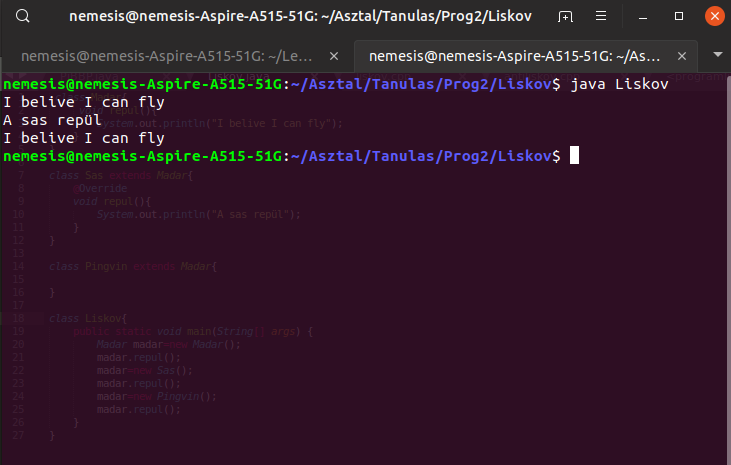 nemesis@nemesis-Aspire-A515-51G: ~/Asztal/Tanulas/Prog2/Liskov
nemesis@nemesis-Aspire-A515-51G: ~/Le...
nemesis@nemesis-Aspire-A515-51G: ~/As...
nemesis@nemesis-Aspire-A515-51G:~/Asztal/Tanulas/Prog2/Liskov$ java Liskov
I belive I can fly
A sas repül
I belive I can fly
nemesis@nemesis-Aspire-A515-51G:~/Asztal/Tanulas/Prog2/Liskov$
void repul(){
System.out.println("I belive I can fly");
7 class Sas extends Madar{
8 @Override
9 void repul(){
10 System.out.println("A sas repül");
11 }
12 }
13
14 class Pingvin extends Madar{
15
16 }
17
18 class Liskov{
19 public static void main(String[] args) {
20 Madar madar=new Madar();
21 madar.repul();
22 madar=new Sas();
23 madar.repul();
24 madar=new Pingvin();
25 madar.repul();
26 }
27 }